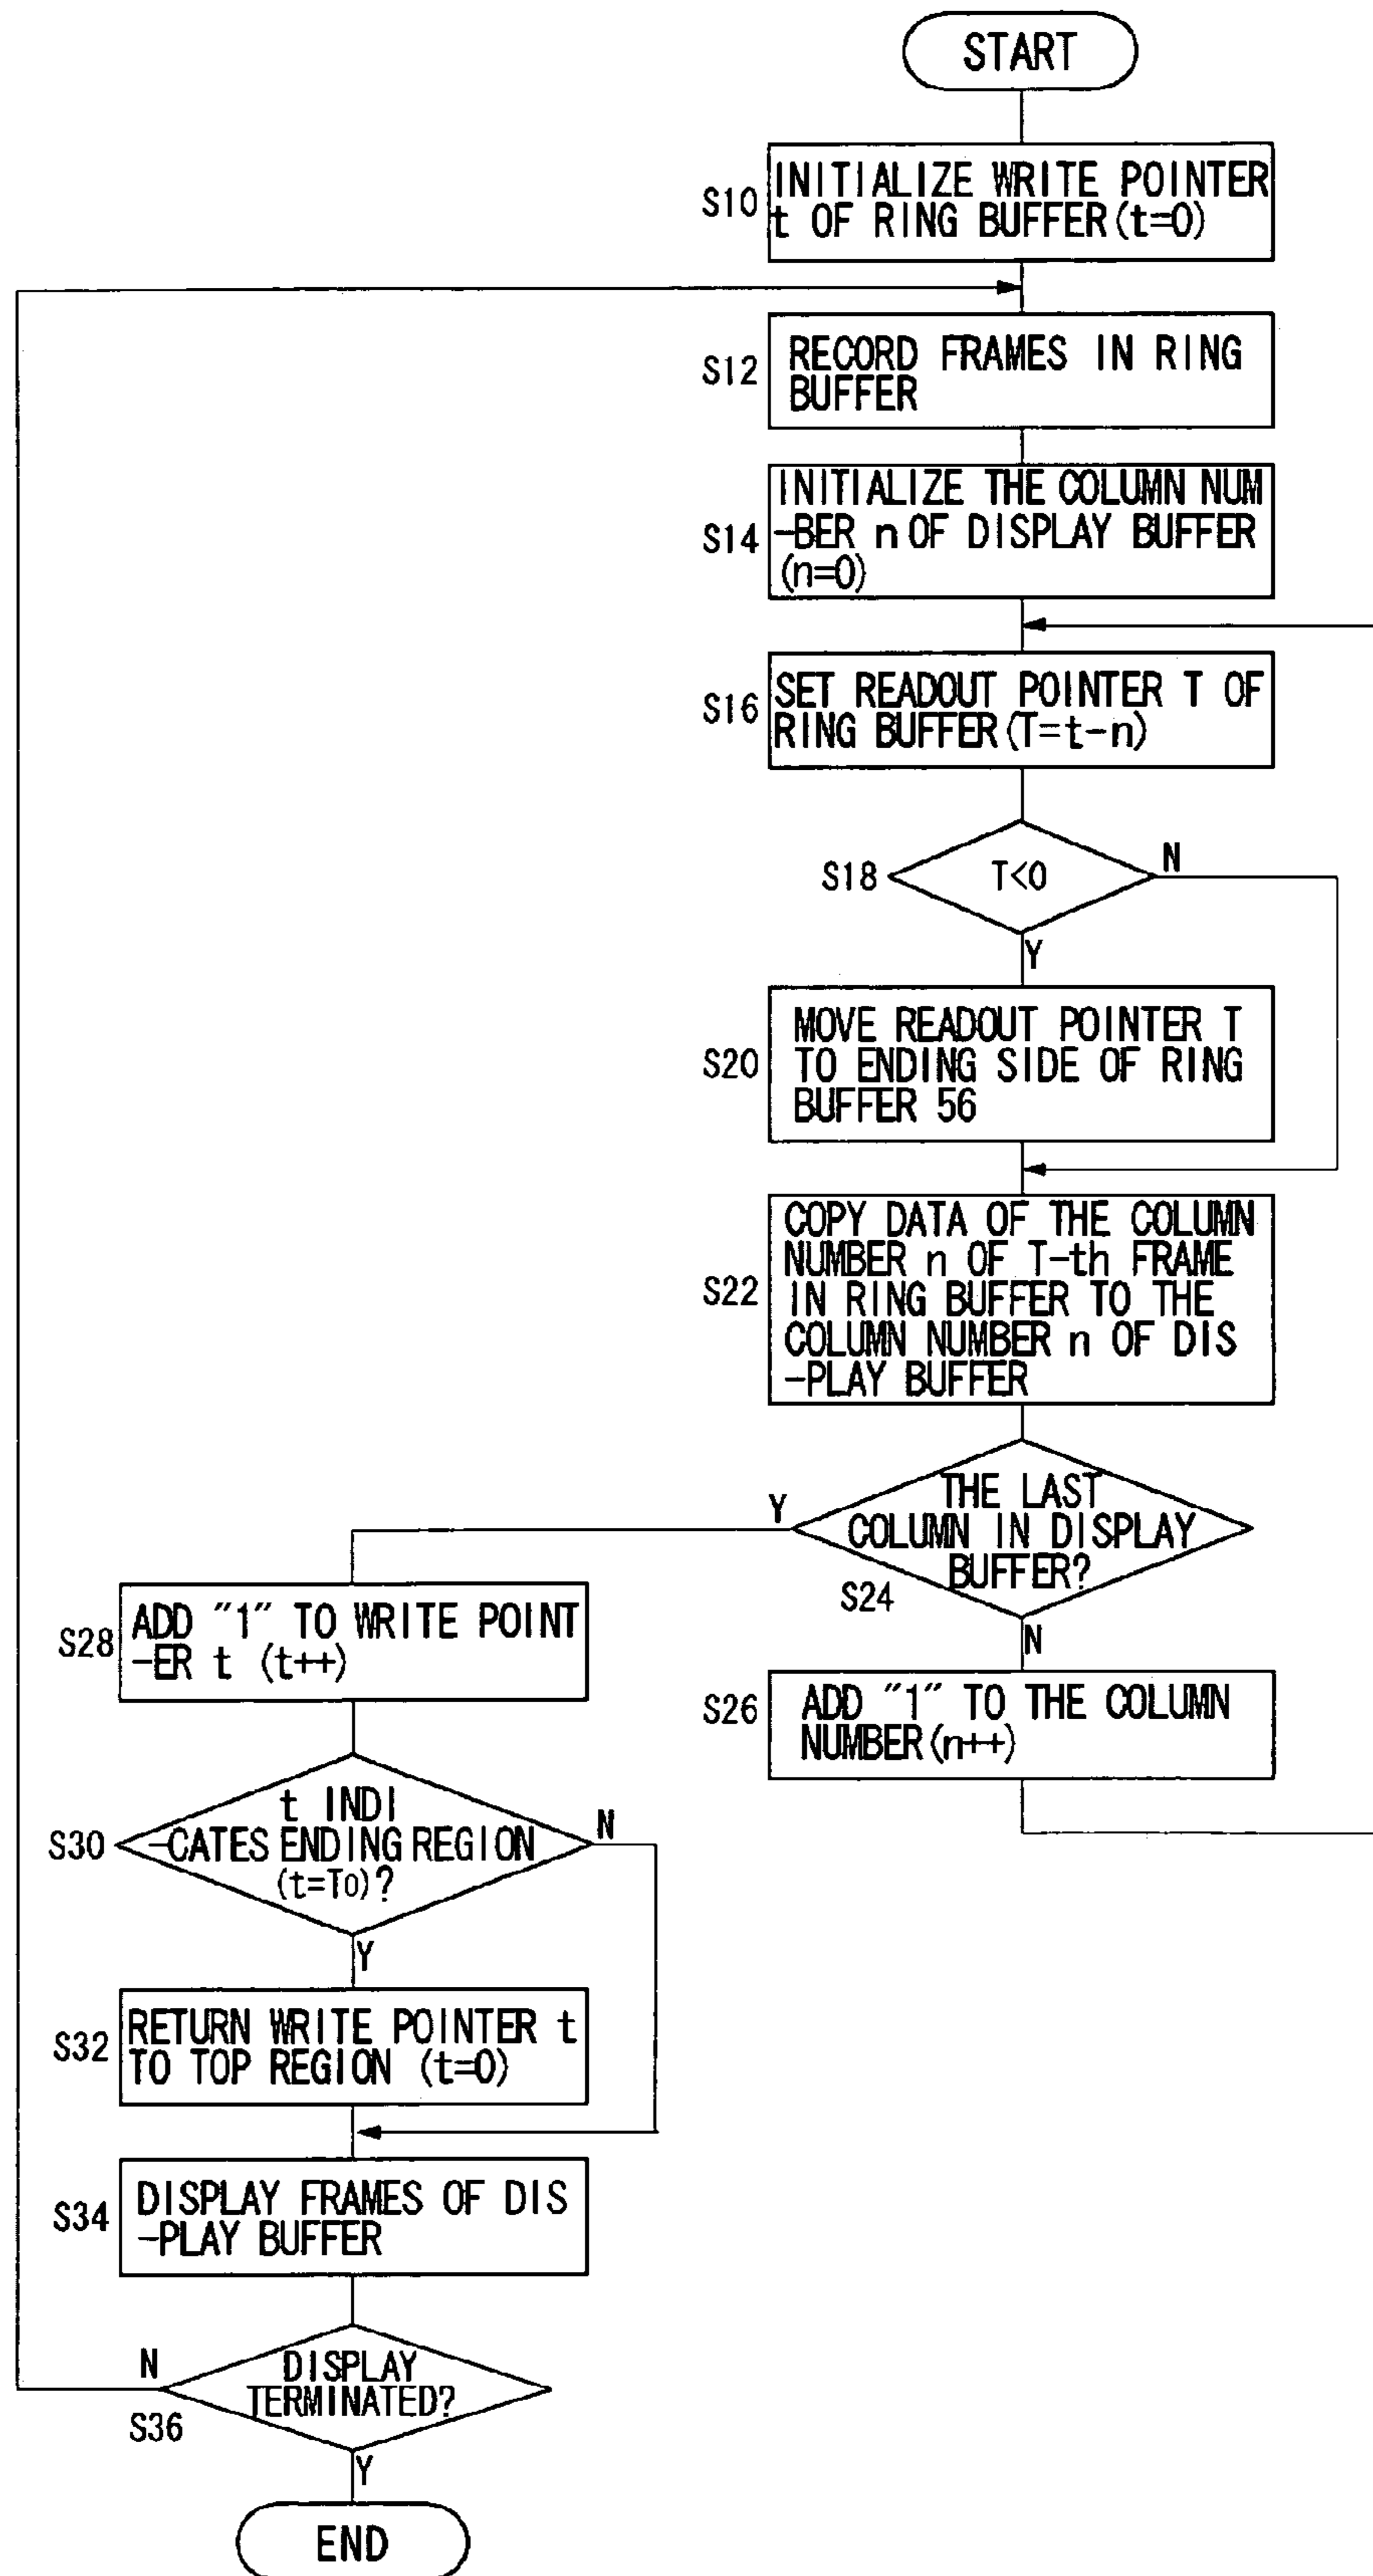 START
S10
INITIALIZE WRITE POINTER
t OF RING BUFFER(t=0)
S12
RECORD FRAMES IN RING
BUFFER
S14
INITIALIZE THE COLUMN NUM
-BER n OF DISPLAY BUFFER
(n=0)
S16
SET READOUT POINTER T OF
RING BUFFER(T=t-n)
S18
T<0
N
Y
S20
MOVE READOUT POINTER T
TO ENDING SIDE OF RING
BUFFER 56
S22
COPY DATA OF THE COLUMN
NUMBER n OF T-th FRAME
IN RING BUFFER TO THE
COLUMN NUMBER n OF DIS
-PLAY BUFFER
Y
THE LAST
COLUMN IN DISPLAY
BUFFER?
S24
N
S26
ADD "1" TO THE COLUMN
NUMBER(n++)
S28
ADD "1" TO WRITE POINT
-ER t (t++)
S30
t INDI
-CATES ENDING REGION
(t=T0)?
N
Y
S32
RETURN WRITE POINTER t
TO TOP REGION (t=0)
S34
DISPLAY FRAMES OF DIS
-PLAY BUFFER
N
DISPLAY
TERMINATED?
S36
Y
END